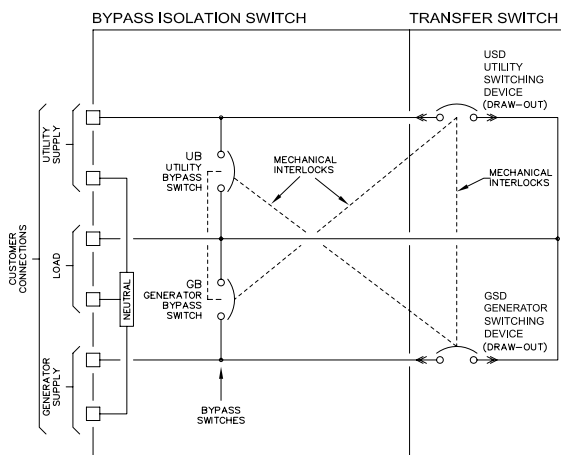 BYPASS ISOLATION SWITCH
TRANSFER SWITCH
USD
UTILITY
SWITCHING
DEVICE
(DRAW-OUT)
UB
UTILITY
BYPASS
SWITCH
MECHANICAL
INTERLOCKS
MECHANICAL
INTERLOCKS
CUSTOMER
CONNECTIONS
UTILITY
SUPPLY
LOAD
GENERATOR
SUPPLY
NEUTRAL
GB
GENERATOR
BYPASS
SWITCH
GSD
GENERATOR
SWITCHING
DEVICE
(DRAW-OUT)
BYPASS
SWITCHES